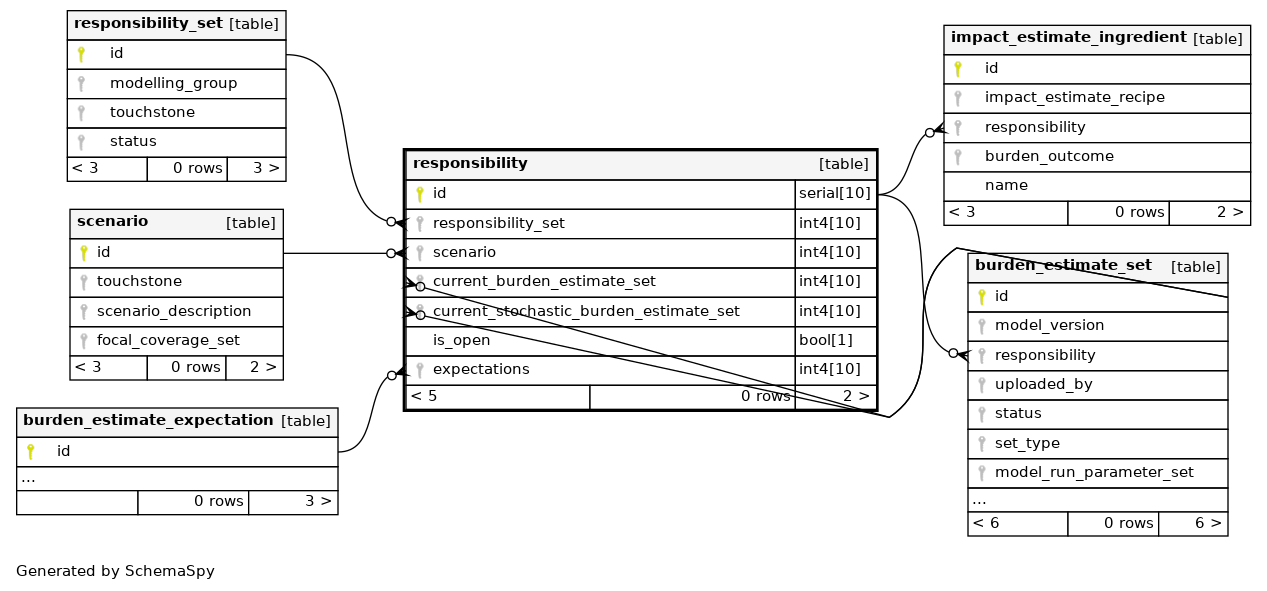 responsibility_set [table]
id
modelling_group
touchstone
status
< 3 0 rows 3 >
scenario [table]
id
touchstone
scenario_description
focal_coverage_set
< 3 0 rows 2 >
burden_estimate_expectation [table]
id
...
0 rows 3 >
responsibility [table]
id serial[10]
responsibility_set int4[10]
scenario int4[10]
current_burden_estimate_set int4[10]
current_stochastic_burden_estimate_set int4[10]
is_open bool[1]
expectations int4[10]
< 5 0 rows 2 >
impact_estimate_ingredient [table]
id
impact_estimate_recipe
responsibility
burden_outcome
name
< 3 0 rows 2 >
burden_estimate_set [table]
id
model_version
responsibility
uploaded_by
status
set_type
model_run_parameter_set
...
< 6 0 rows 6 >
Generated by SchemaSpy